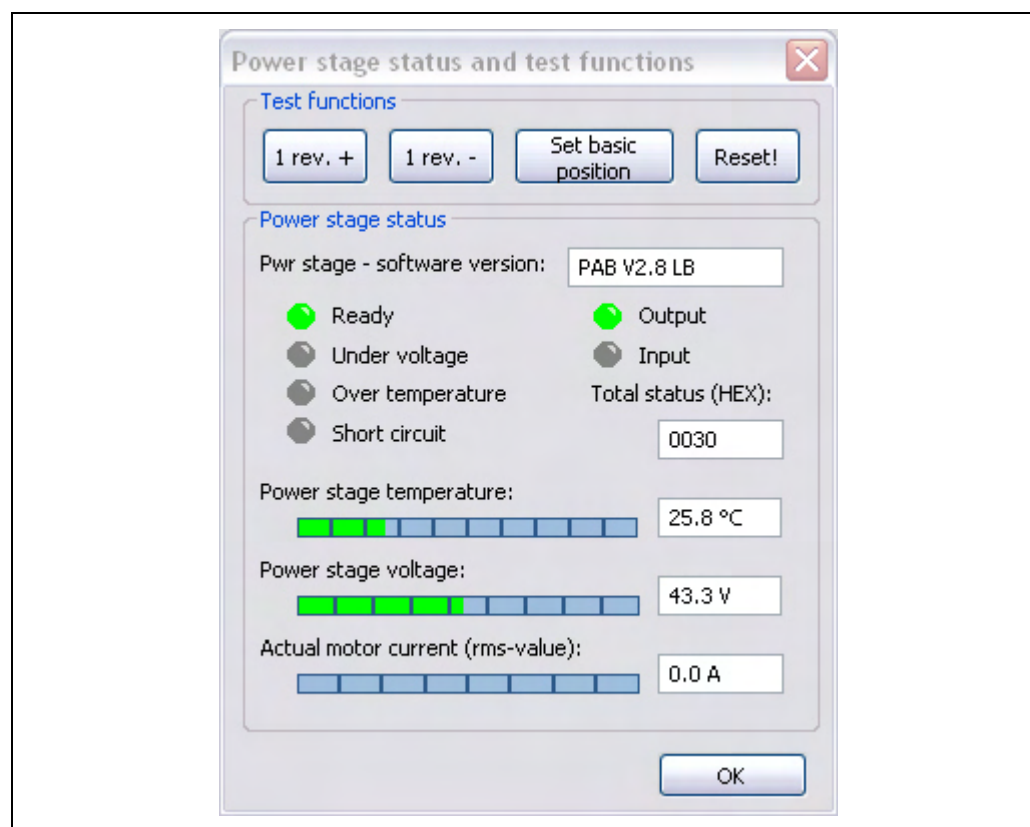 Power stage status and test functions
Test functions
1 rev. +
1 rev. -
Set basic
position
Reset!
Power stage status
Pwr stage - software version:
PAB V2.8 LB
Ready
Output
Under voltage
Input
Over temperature
Total status (HEX):
Short circuit
0030
Power stage temperature:
25.8 °C
Power stage voltage:
43.3 V
Actual motor current (rms-value):
0.0 A
OK